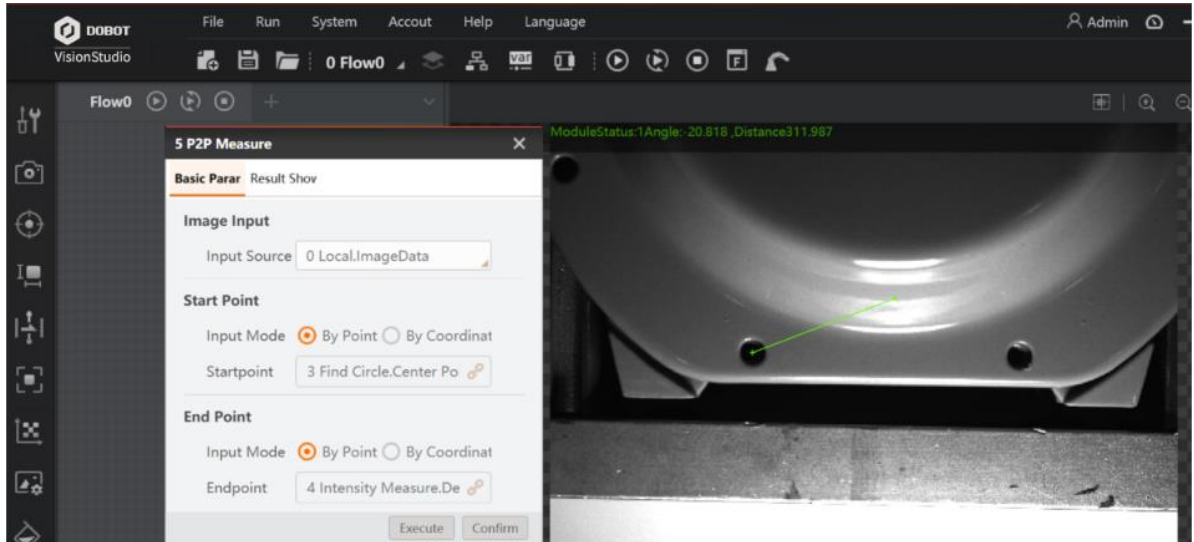 DOBOT
VisionStudio
File Run System Accout Help Language
Admin
0 Flow0
var
F
Flow0
5 P2P Measure
Basic Parar Result Shov
Image Input
Input Source 0 Local.ImageData
Start Point
Input Mode By Point By Coordinat
Startpoint 3 Find Circle.Center Po
End Point
Input Mode By Point By Coordinat
Endpoint 4 Intensity Measure.De
Execute Confirm
ModuleStatus:1Angle:-20.818 ,Distance311.987